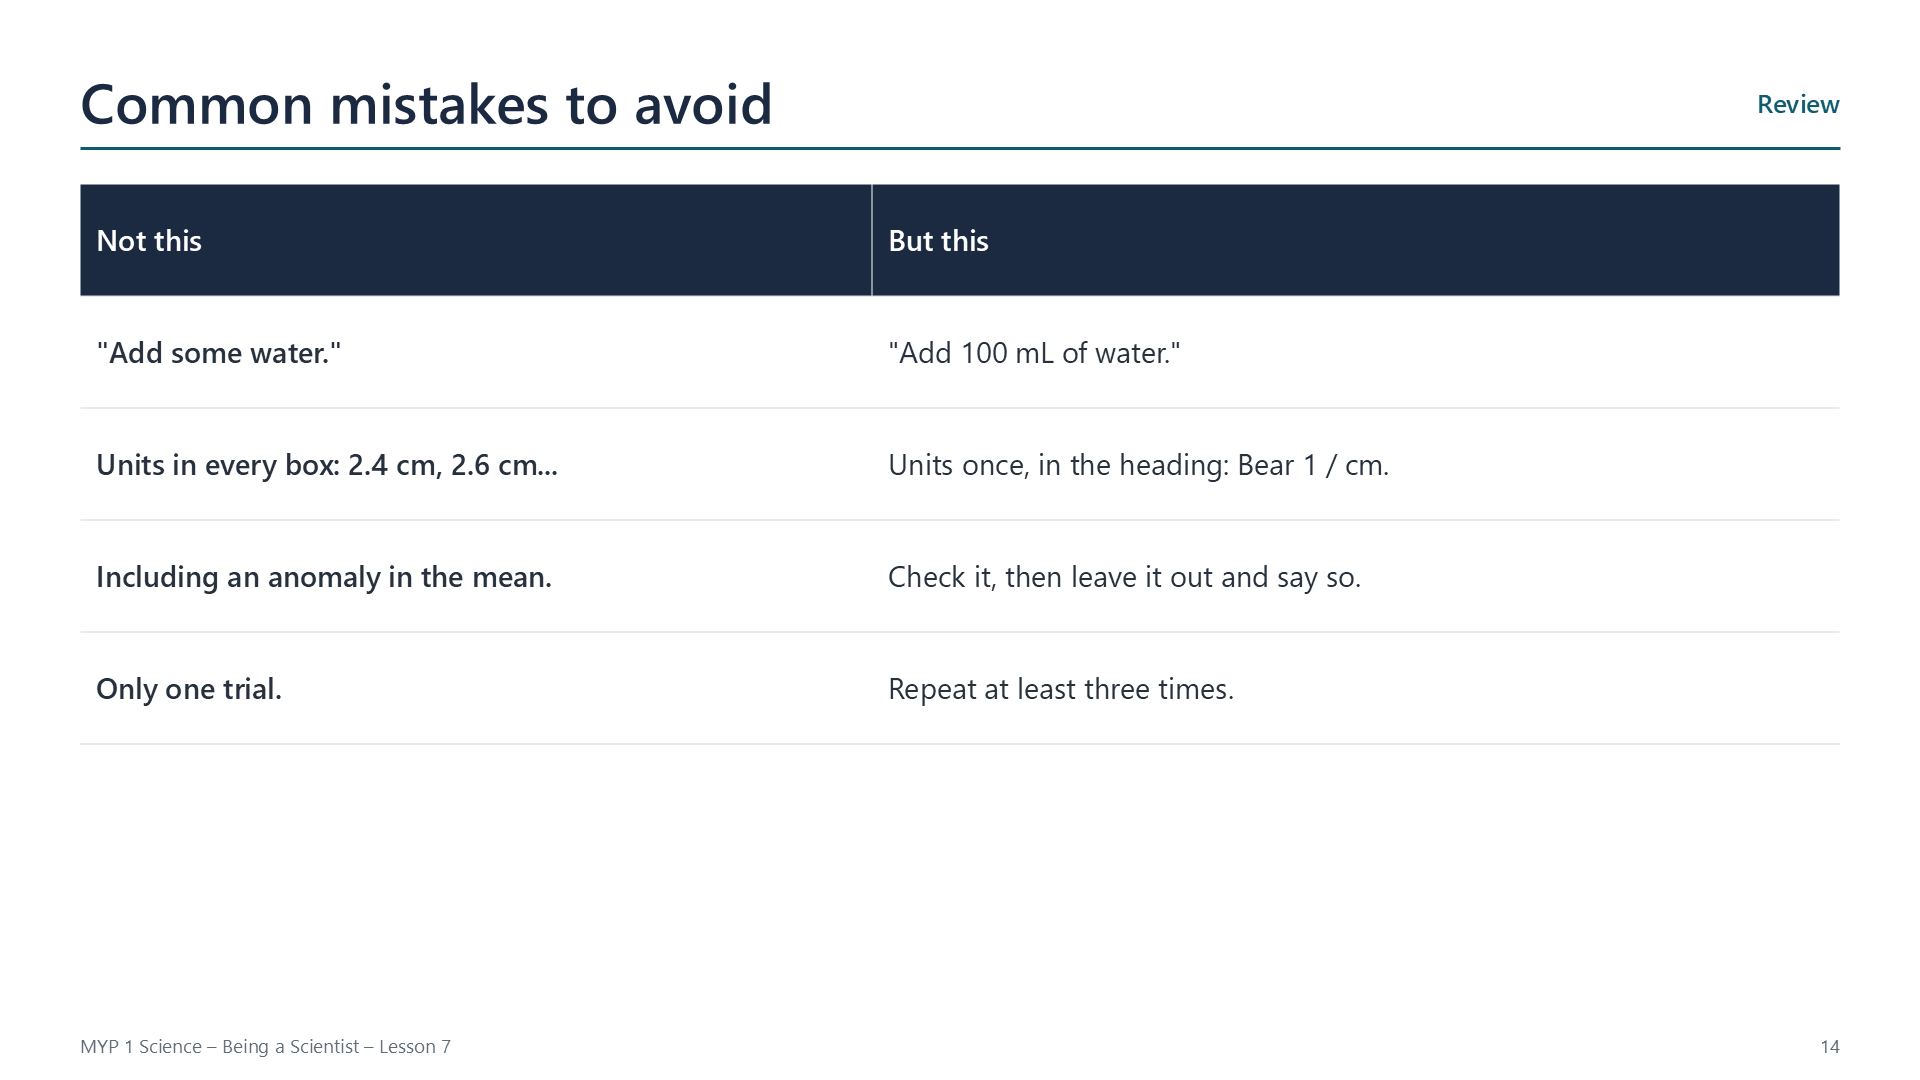 Common mistakes to avoid
Review
Not this
But this
"Add some water."
"Add 100 mL of water."
Units in every box: 2.4 cm, 2.6 cm...
Units once, in the heading: Bear 1 / cm.
Including an anomaly in the mean.
Check it, then leave it out and say so.
Only one trial.
Repeat at least three times.
MYP 1 Science – Being a Scientist – Lesson 7
14